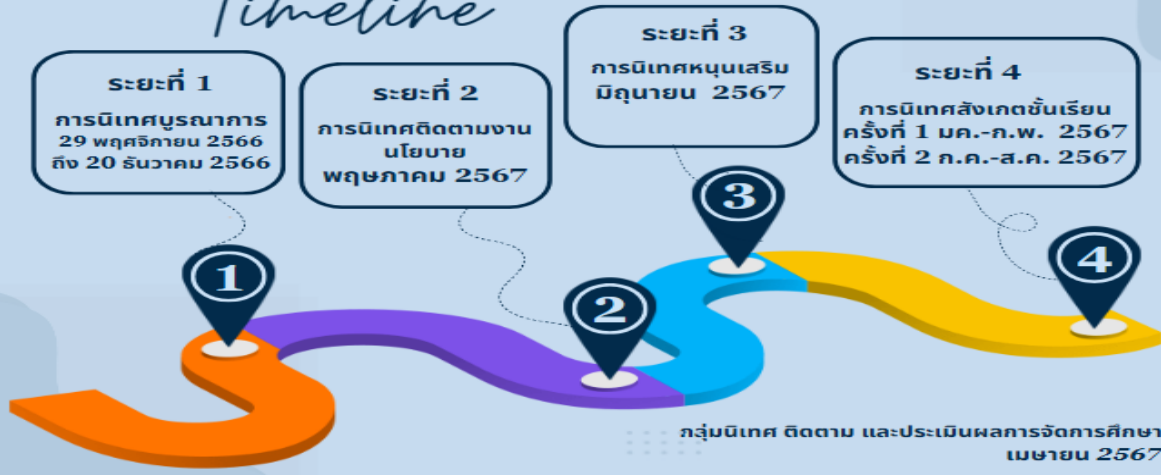 Timeline
ระยะที่ 1
การนิเทศบูรณาการ
29 พฤศจิกายน 2566
ถึง 20 ธันวาคม 2566
ระยะที่ 2
การนิเทศติดตามงาน
นโยบาย
พฤษภาคม 2567
ระยะที่ 3
การนิเทศหนุนเสริม
มิถุนายน 2567
ระยะที่ 4
การนิเทศสังเกตชั้นเรียน
ครั้งที่ 1 มค.-ก.พ. 2567
ครั้งที่ 2 ก.ค.-ส.ค. 2567
1
2
3
4
กลุ่มนิเทศ ติดตาม และประเมินผลการจัดการศึกษา
เมษายน 2567